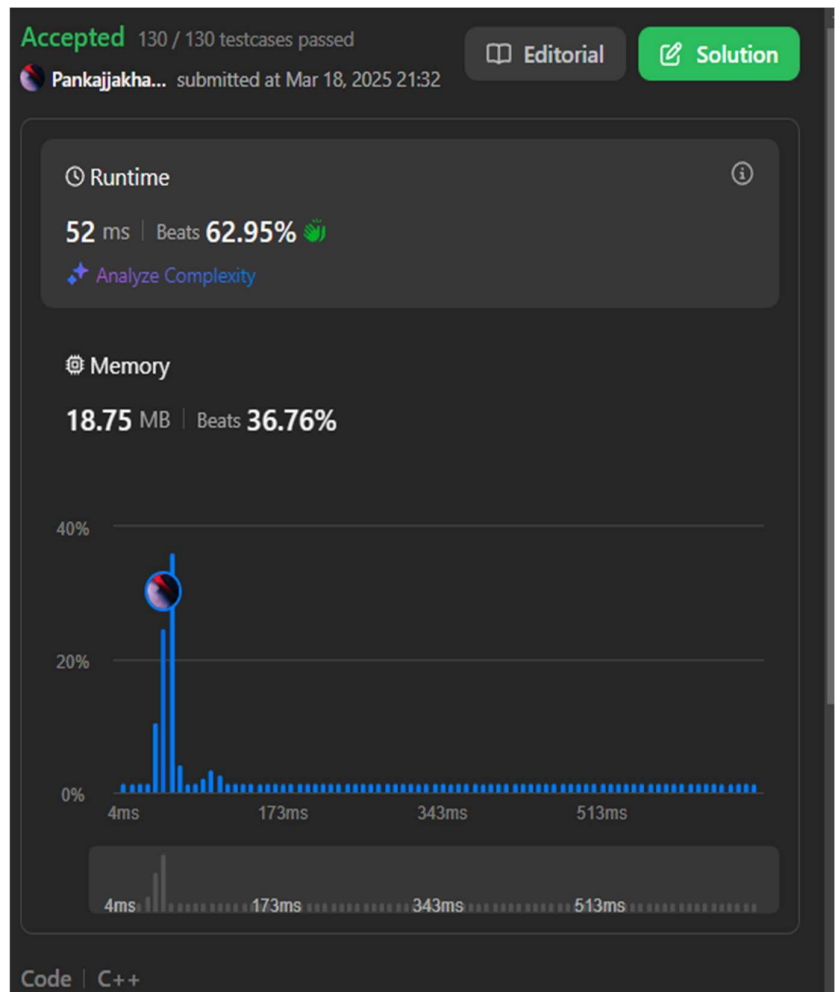 Accepted 130 / 130 testcases passed
Editorial
Solution
Pankajjakha... submitted at Mar 18, 2025 21:32
Runtime
52 ms | Beats 62.95%
Analyze Complexity
Memory
18.75 MB | Beats 36.76%
40%
20%
0%
4ms 173ms 343ms 513ms
4ms 173ms 343ms 513ms
Code | C++